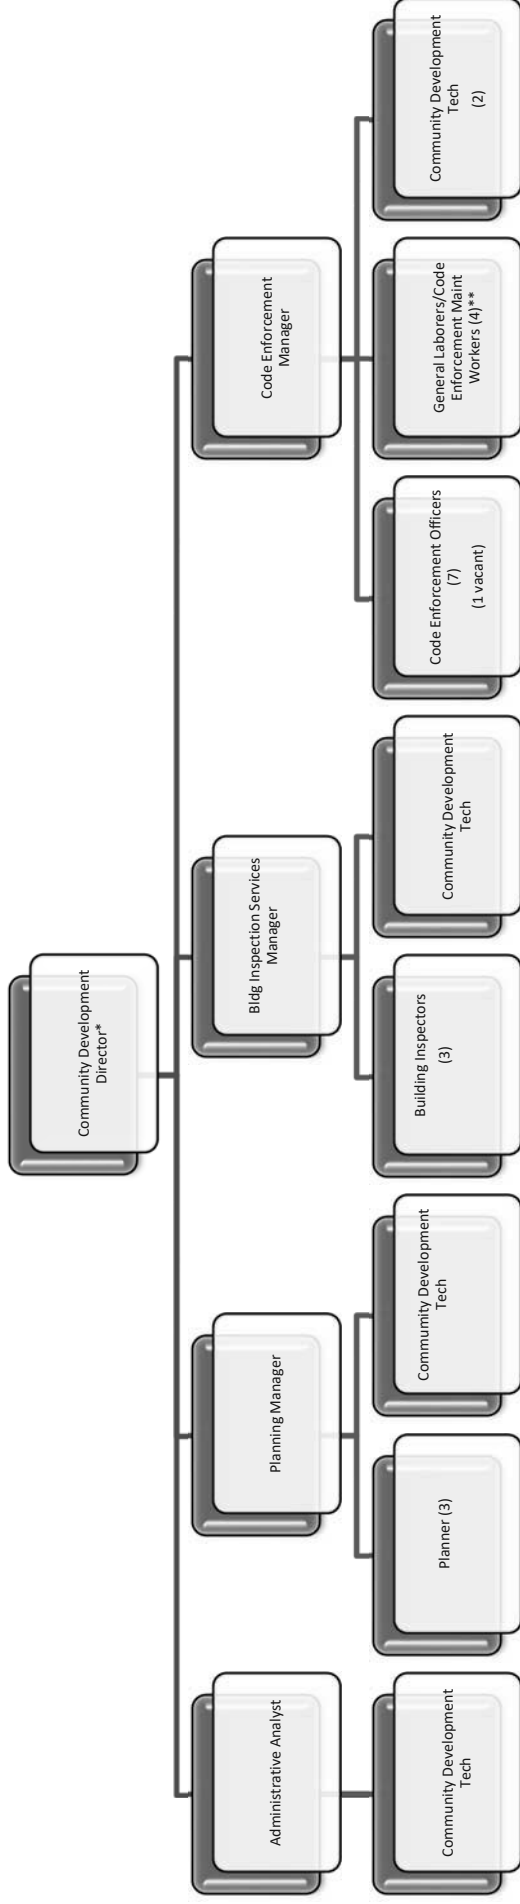 Community Development
Director*
Administrative Analyst
Planning Manager
Bldg Inspection Services
Manager
Code Enforcement
Manager
Community Development
Tech
Planner (3)
Commumity Development
Tech
Building Inspectors
(3)
Community Development
Tech
Code Enforcement Officers
(7)
(1 vacant)
General Laborers/Code
Enforcement Maint
Workers (4)**
Community Development
Tech
(2)